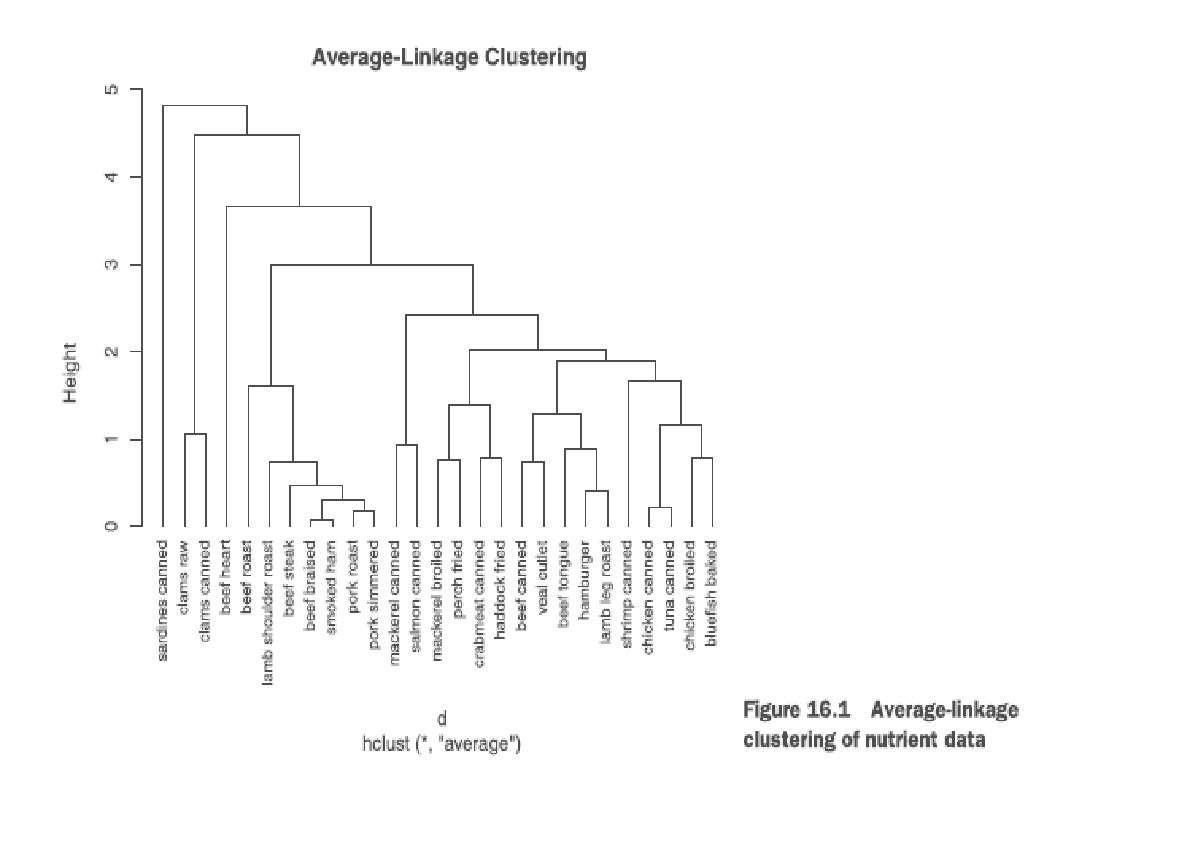 Average-Linkage Clustering
5
4
3
2
1
0
Height
sardines canned
clams raw
clams canned
beef heart
beef roast
lamb shoulder roast
beef steak
beef braised
smoked ham
pork roast
pork simmered
mackerel canned
salmon canned
mackerel broiled
perch fried
crabmeat canned
haddock fried
beef canned
veal cutlet
beef tongue
hamburger
lamb leg roast
shrimp canned
chicken canned
tuna canned
chicken broiled
bluefish baked
d
hclust (*, "average")
Figure 16.1 Average-linkage
clustering of nutrient data